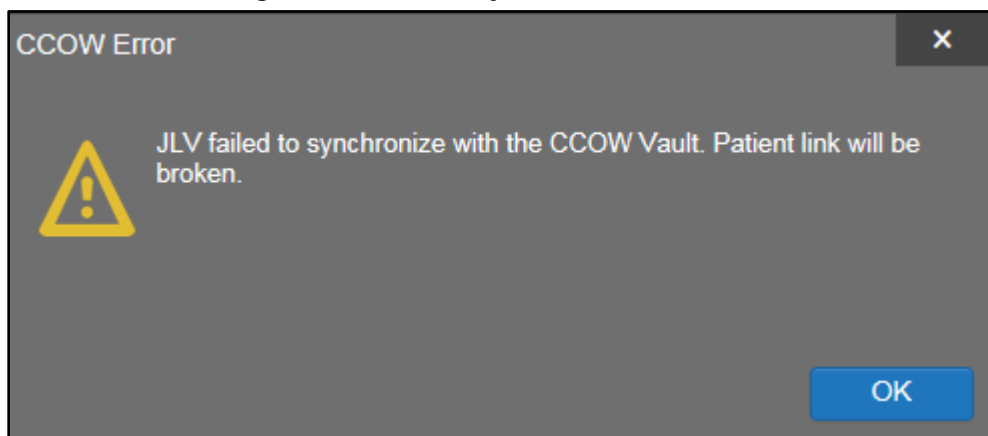 CCOW Error
×
JLV failed to synchronize with the CCOW Vault. Patient link will be
broken.
OK